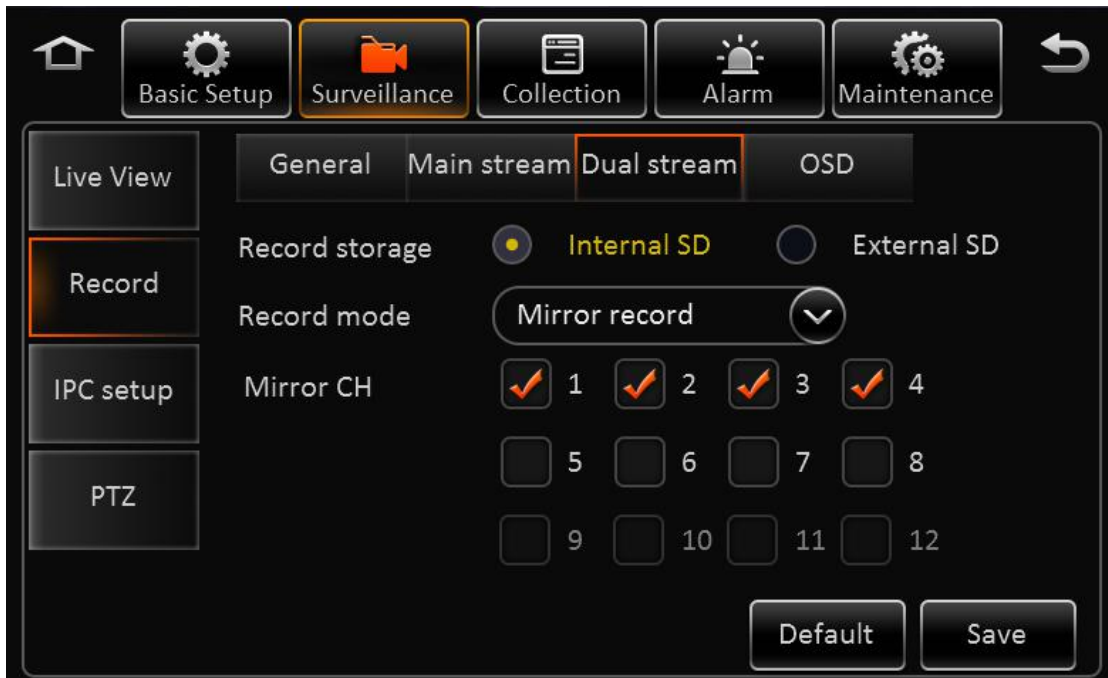 Basic Setup Surveillance Collection Alarm Maintenance
Live View
Record
IPC setup
PTZ
General Main stream Dual stream OSD
Record storage Internal SD External SD
Record mode Mirror record
Mirror CH 1 2 3 4
5 6 7 8
9 10 11 12
Default Save